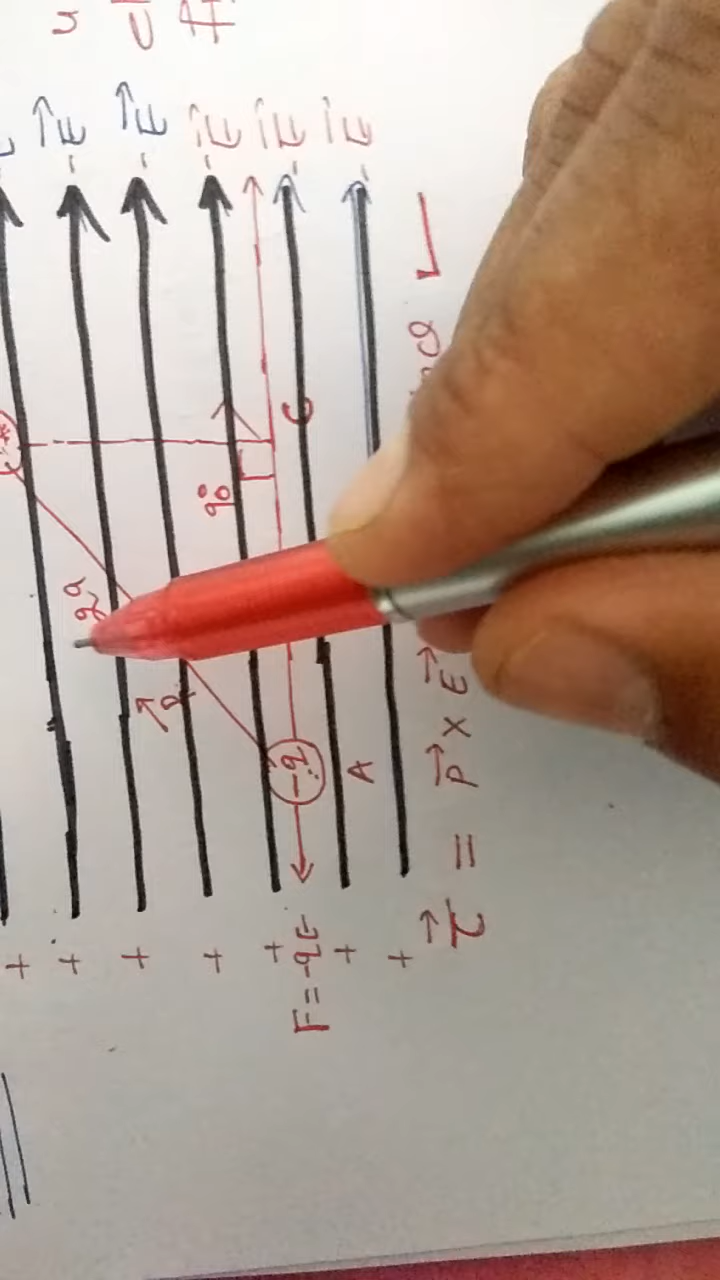 E⃗
E⃗
E⃗
E⃗
E⃗
90°
C
2a
P⃗
-q
A
F=-qE
+
+
+
+
+
+
+
τ⃗ = P⃗ X E⃗